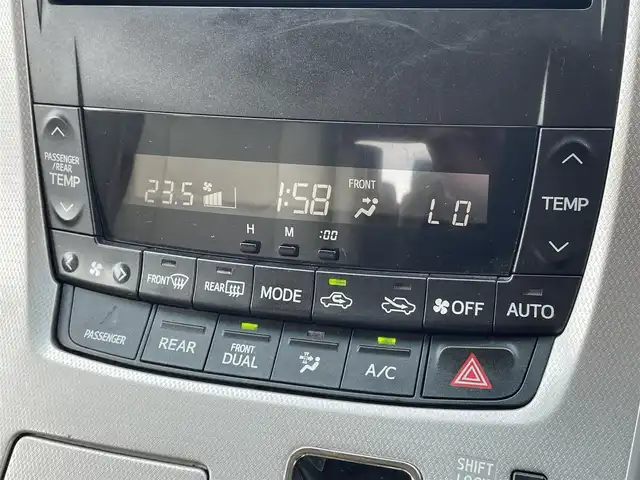 PASSENGER
/REAR
TEMP
23.5
1:58
FRONT
LO
TEMP
H
M
:00
FRONT
REAR
MODE
OFF
AUTO
PASSENGER
REAR
FRONT
DUAL
A/C
SHIFT
LOCK